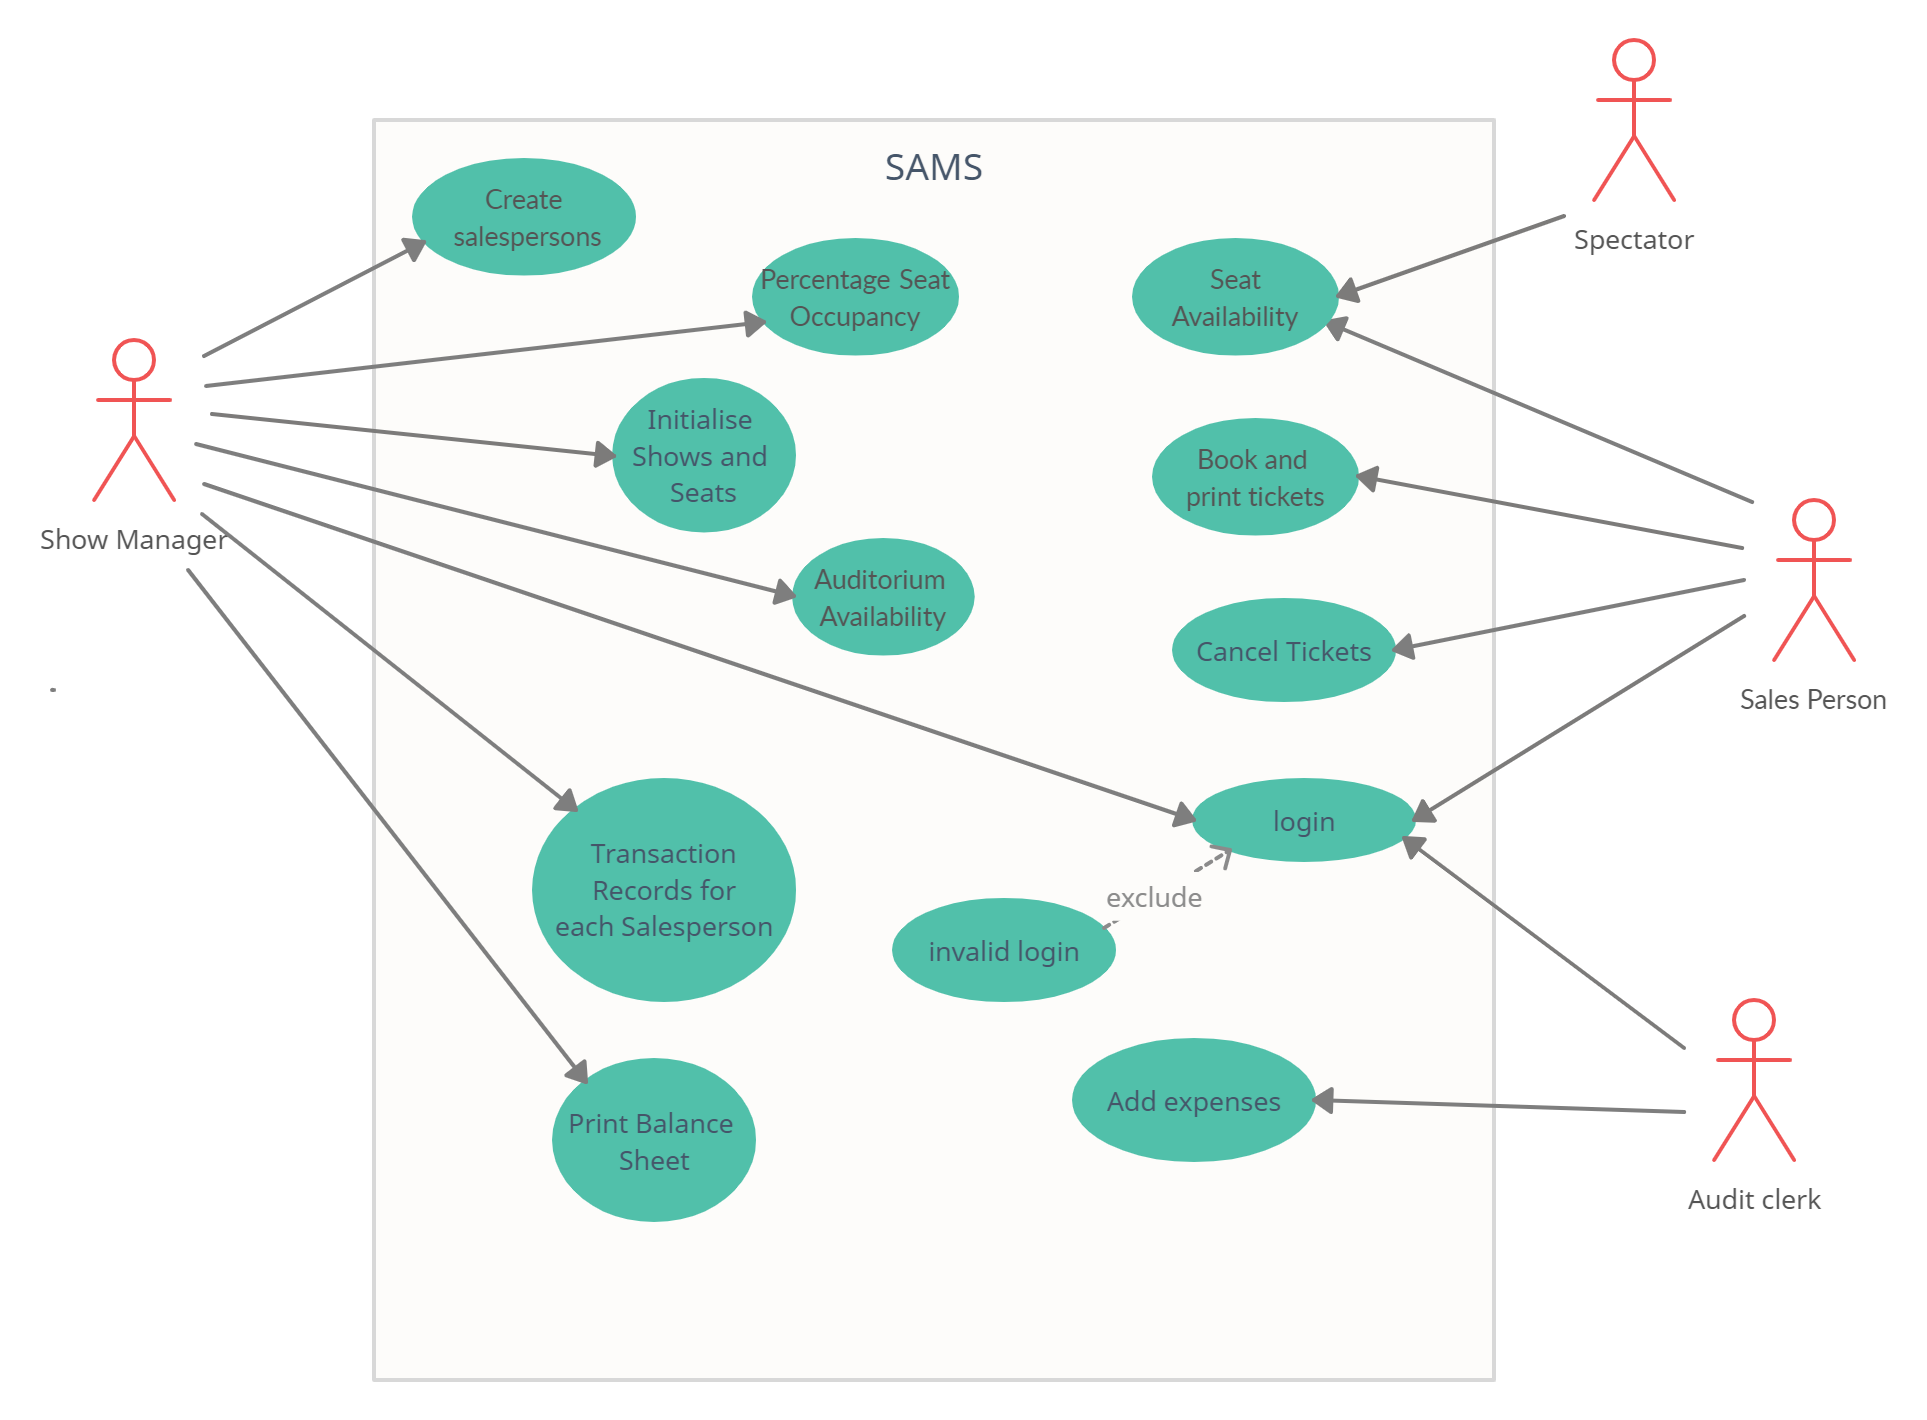 SAMS
Create
salespersons
Percentage Seat
Occupancy
Seat
Availability
Spectator
Initialise
Shows and
Seats
Book and
print tickets
Show Manager
Auditorium
Availability
Cancel Tickets
Sales Person
login
Transaction
Records for
each Salesperson
exclude
invalid login
Print Balance
Sheet
Add expenses
Audit clerk